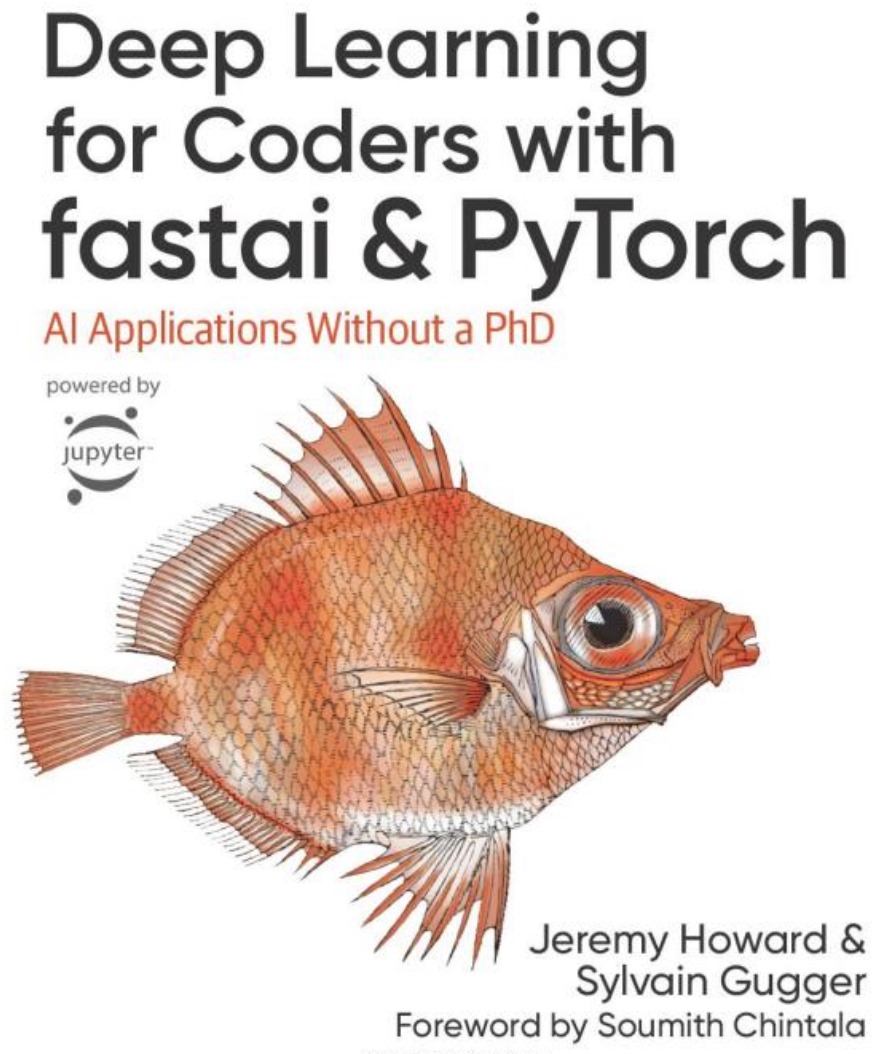 Deep Learning
for Coders with
fastai & PyTorch
AI Applications Without a PhD
powered by
jupyter™
Jeremy Howard &
Sylvain Gugger
Foreword by Soumith Chintala